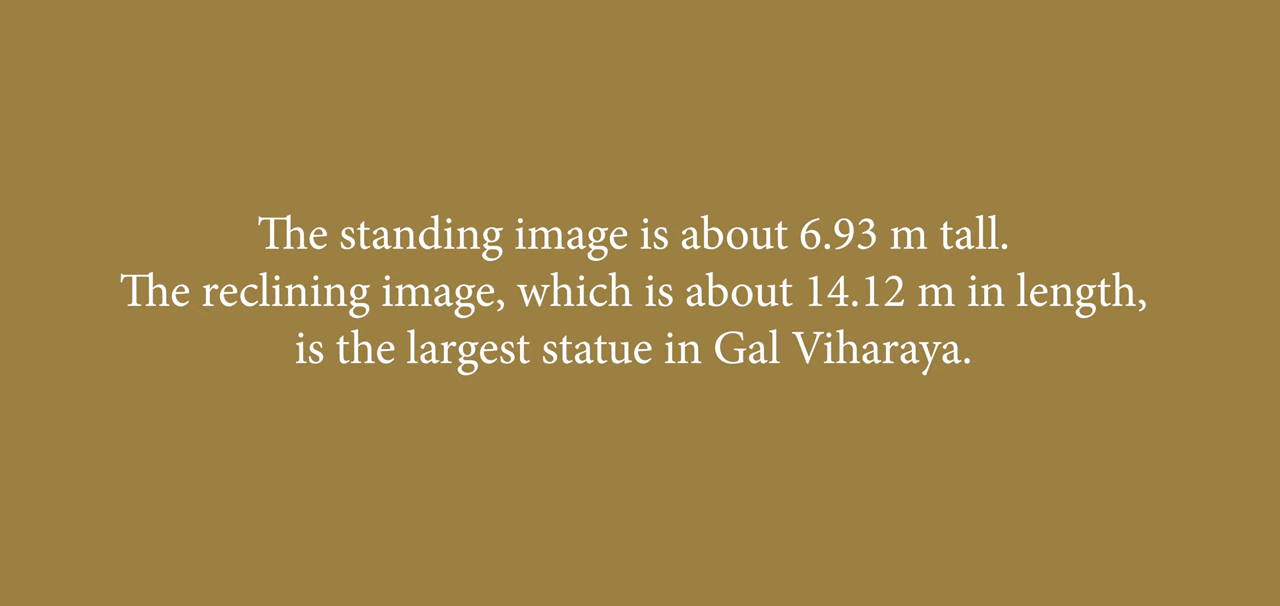 The standing image is about 6.93 m tall.
The reclining image, which is about 14.12 m in length,
is the largest statue in Gal Viharaya.